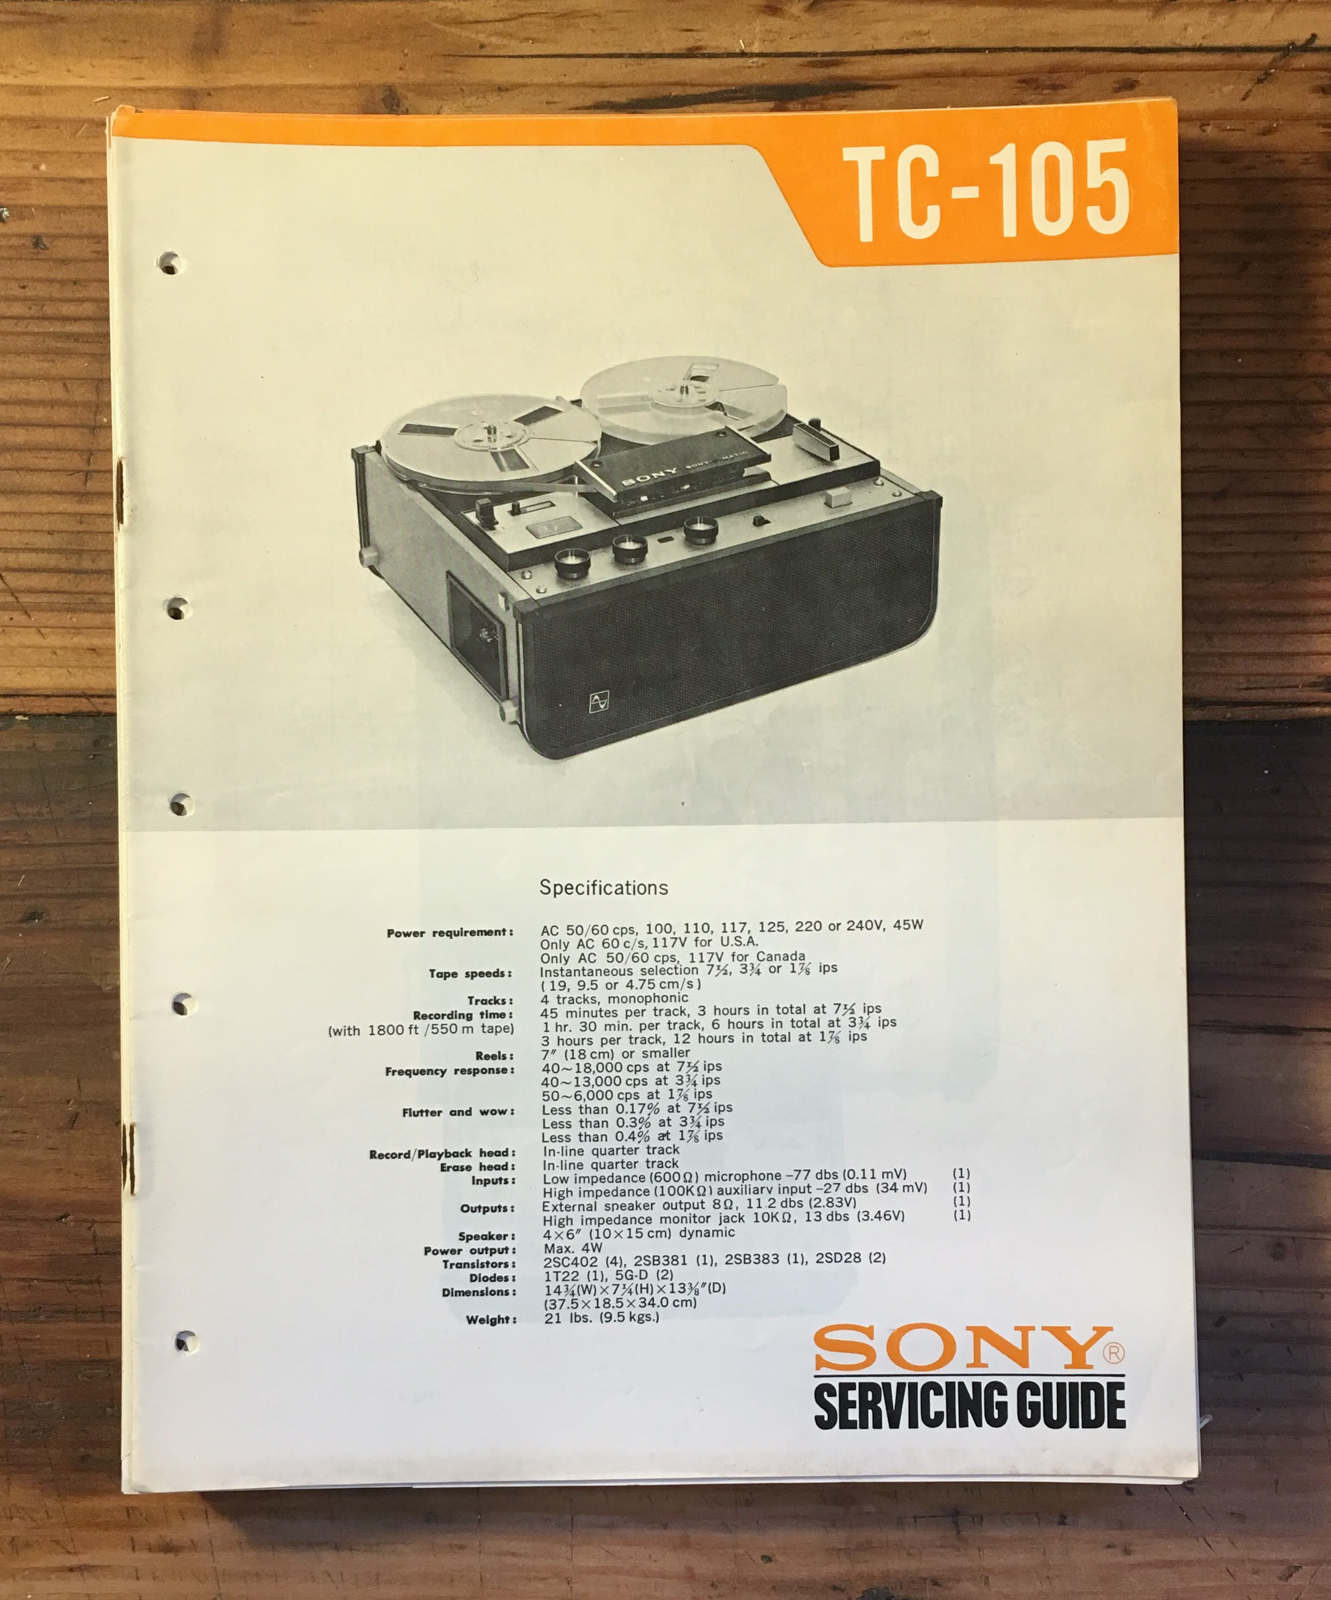 TC-105
SONY SONY-O-MATIC
Specifications
Power requirement: AC 50/60 cps, 100, 110, 117, 125, 220 or 240V, 45W
Only AC 60 c/s, 117V for U.S.A.
Only AC 50/60 cps, 117V for Canada
Tape speeds: Instantaneous selection 7½, 3¾ or 1⅞ ips
(19, 9.5 or 4.75 cm/s)
Tracks: 4 tracks, monophonic
Recording time: 45 minutes per track, 3 hours in total at 7½ ips
(with 1800 ft /550 m tape) 1 hr. 30 min. per track, 6 hours in total at 3¾ ips
3 hours per track, 12 hours in total at 1⅞ ips
Reels: 7″ (18 cm) or smaller
Frequency response: 40~18,000 cps at 7½ ips
40~13,000 cps at 3¾ ips
50~6,000 cps at 1⅞ ips
Flutter and wow: Less than 0.17% at 7½ ips
Less than 0.3% at 3¾ ips
Less than 0.4% at 1⅞ ips
Record/Playback head: In-line quarter track
Erase head: In-line quarter track
Inputs: Low impedance (600Ω) microphone -77 dbs (0.11 mV) (1)
High impedance (100KΩ) auxiliary input -27 dbs (34 mV) (1)
Outputs: External speaker output 8Ω, 11.2 dbs (2.83V) (1)
High impedance monitor jack 10KΩ, 13 dbs (3.46V) (1)
Speaker: 4×6″ (10×15 cm) dynamic
Power output: Max. 4W
Transistors: 2SC402 (4), 2SB381 (1), 2SB383 (1), 2SD28 (2)
Diodes: 1T22 (1), 5G-D (2)
Dimensions: 14¾(W)×7¼(H)×13⅜″(D)
(37.5×18.5×34.0 cm)
Weight: 21 lbs. (9.5 kgs.)
SONY®
SERVICING GUIDE